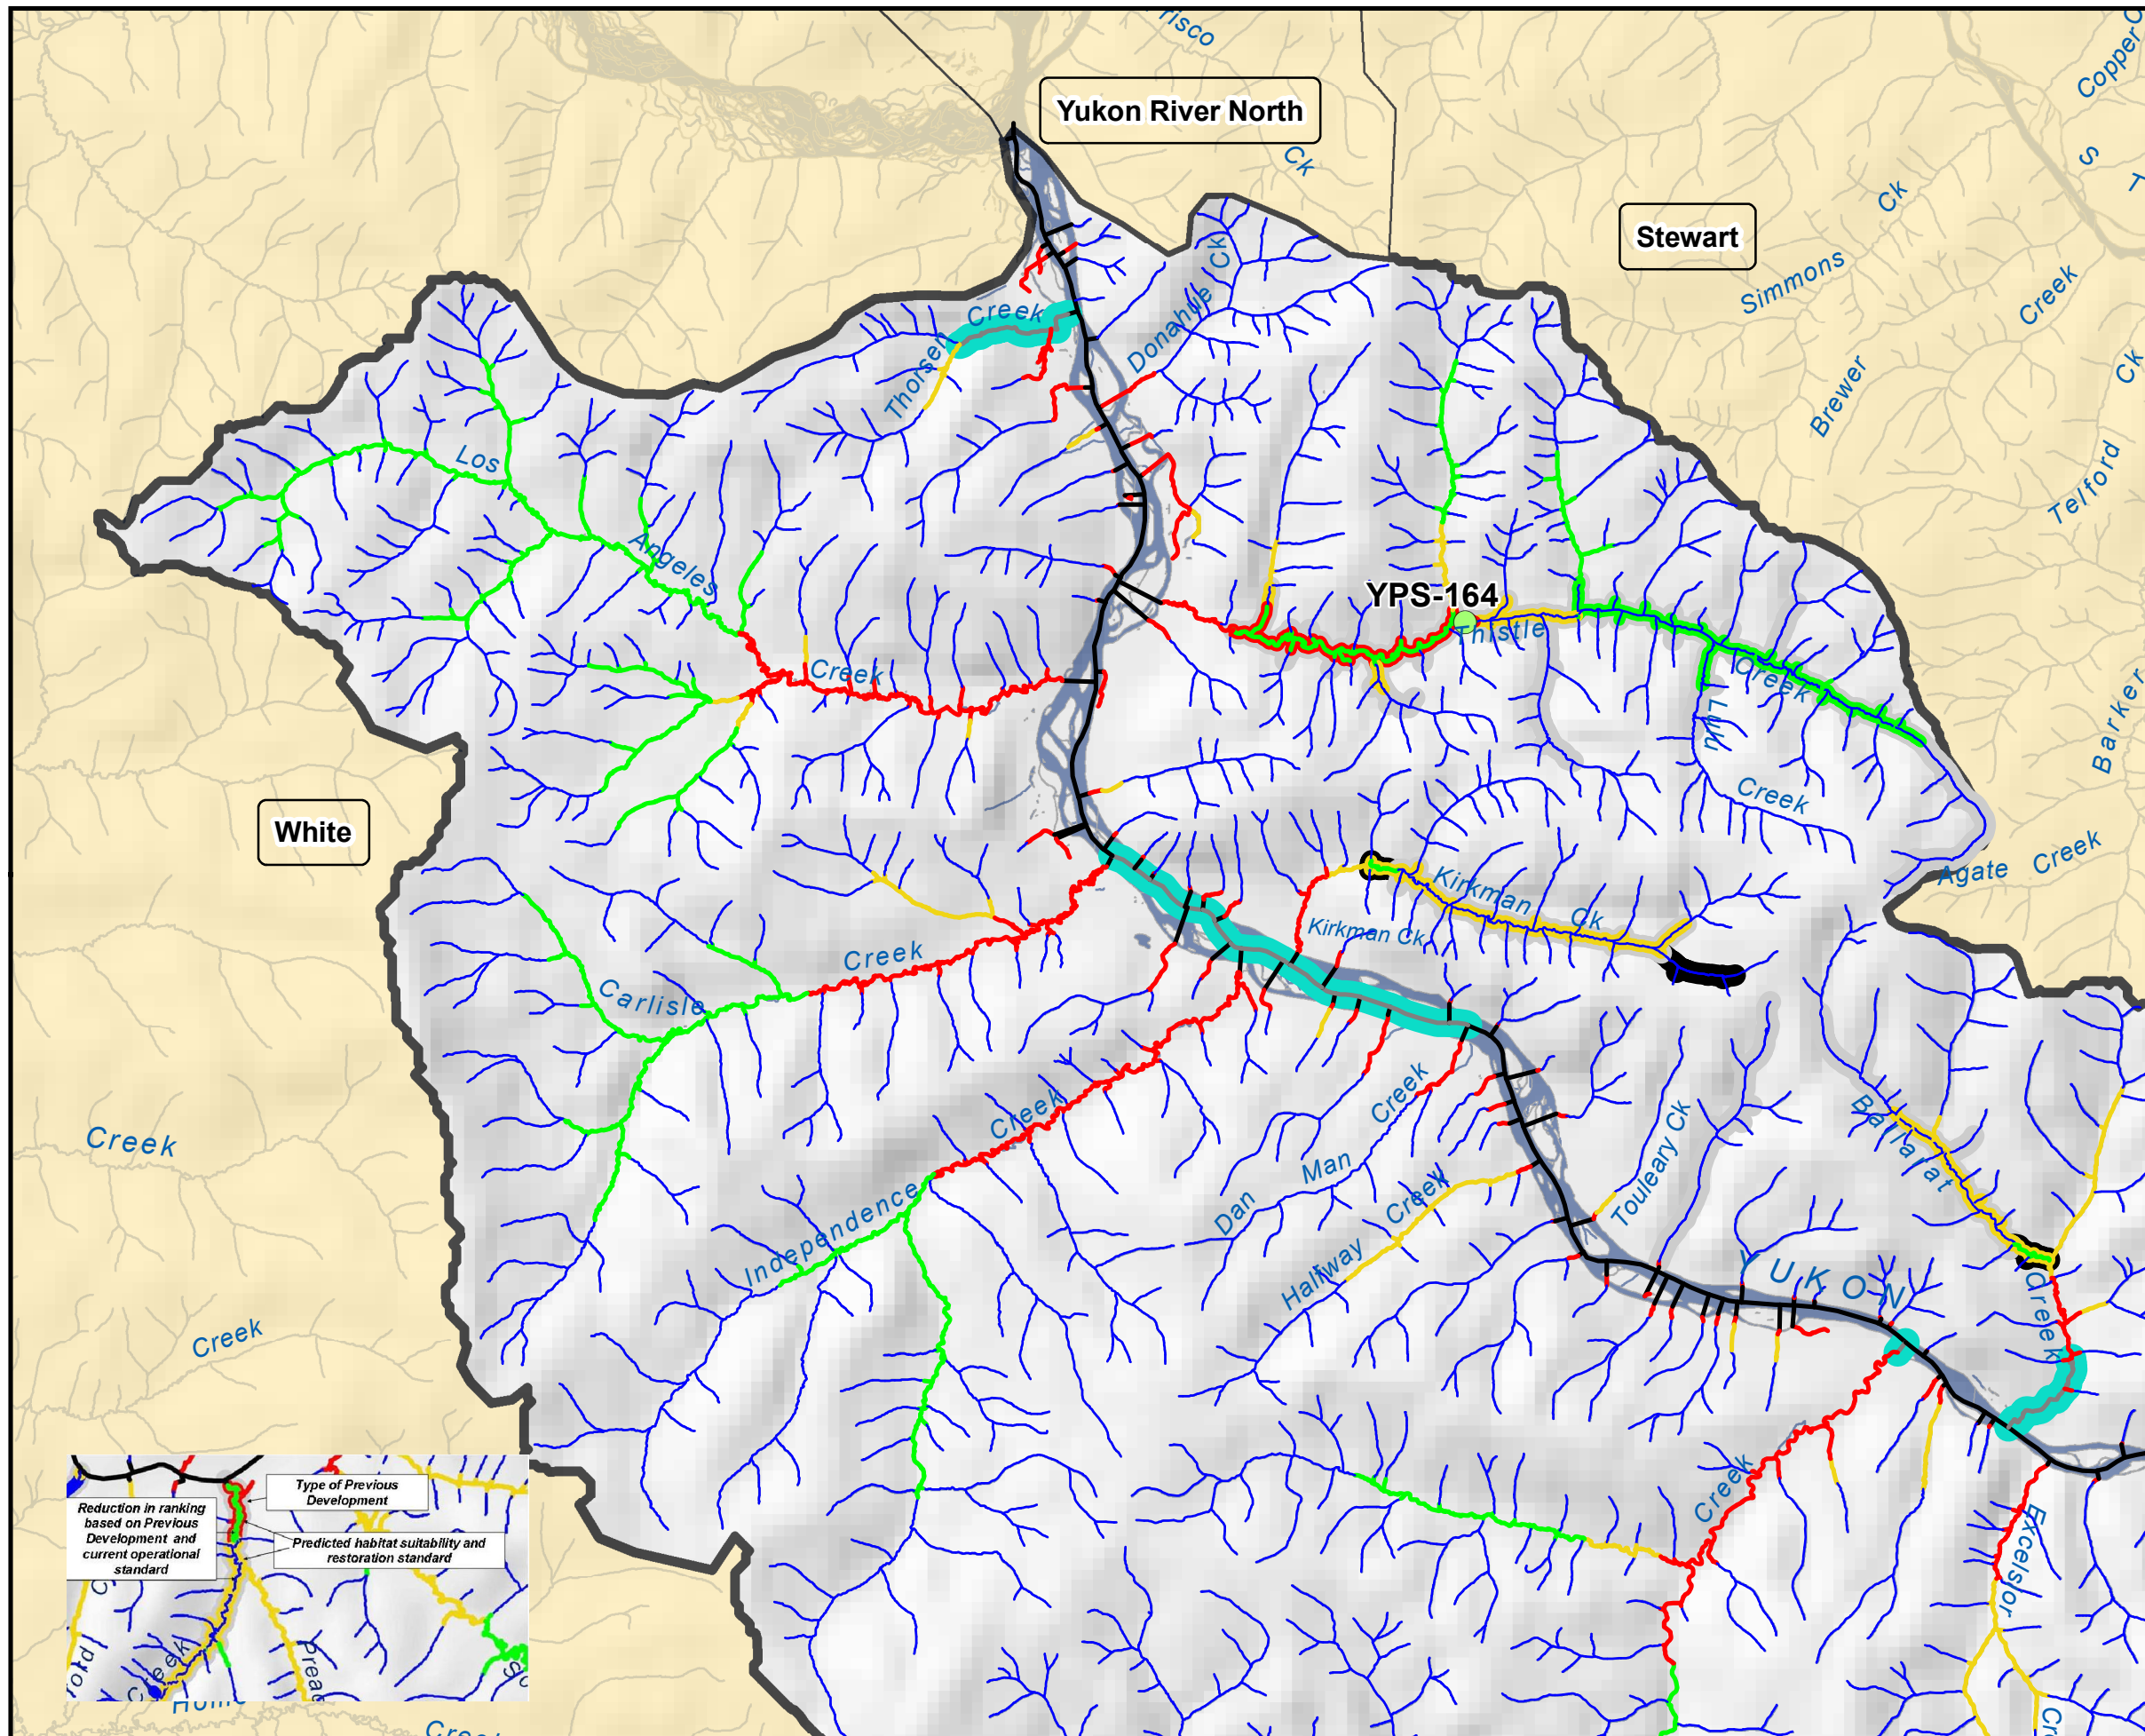 Yukon River North
Ck
Copper
S
T
Stewart
Ck
Simmons
Creek
Ck
Donahue
Creek
Thorsen
Ck
Brewer
Telford
Los
Angeles
YPS-164
Thistle
Creek
Creek
Lulu
Creek
Barker
White
Agate Creek
Kirkman Ck
Kirkman Ck
Creek
Carlisle
Creek
Creek
Independence
Dan Man Creek
Halfway Creek
Touleary Ck
Ballarat
Creek
YUKON
Creek
Creek
Excelsior
Type of Previous
Development
Reduction in ranking
based on Previous
Development and
current operational
standard
Predicted habitat suitability and
restoration standard
Creek